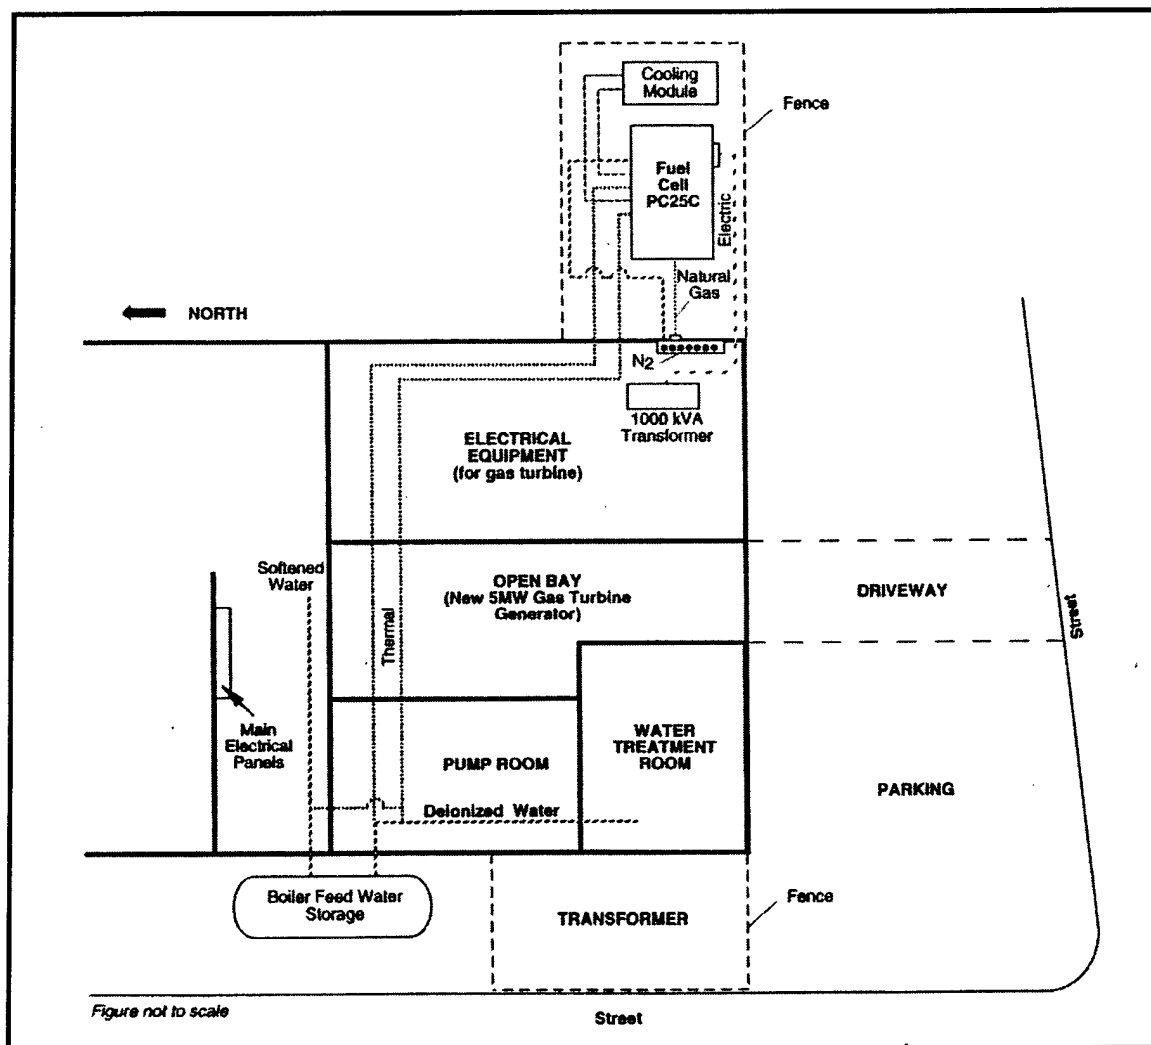 Cooling
Module
Fence
Fuel
Cell
PC25C
Electric
Natural
Gas
NORTH
N2
1000 kVA
Transformer
ELECTRICAL
EQUIPMENT
(for gas turbine)
Softened
Water
OPEN BAY
(New 5MW Gas Turbine
Generator)
DRIVEWAY
Street
Thermal
Main
Electrical
Panels
WATER
TREATMENT
ROOM
PUMP ROOM
PARKING
Deionized Water
Boiler Feed Water
Storage
TRANSFORMER
Fence
Figure not to scale
Street